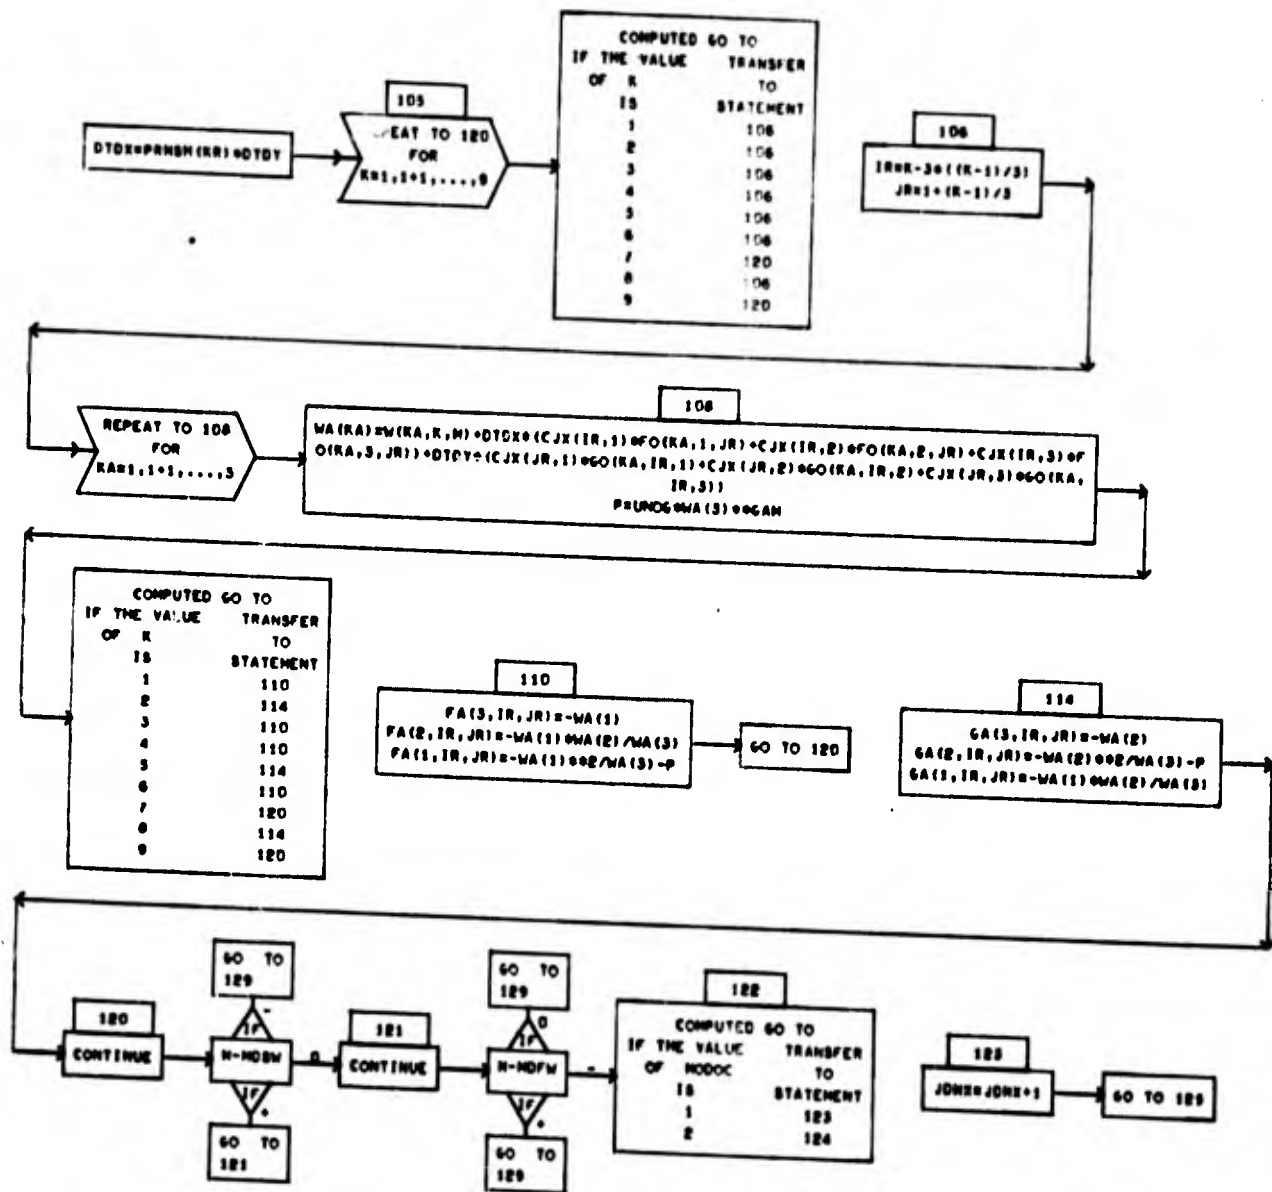 DTDX=PRNSM(KR)*DTDY
105
EAT TO 120
FOR
K=1,1+1,...,9
COMPUTED GO TO
IF THE VALUE TRANSFER
OF K TO
IS STATEMENT
1 106
2 106
3 106
4 106
5 106
6 106
7 120
8 106
9 120
106
IR=K-3*((K-1)/3)
JR=1+(K-1)/3
REPEAT TO 108
FOR
KA=1,1+1,...,3
108
WA(KA)=W(KA,K,M)+DTDX*(CJX(IR,1)*FO(KA,1,JR)+CJX(IR,2)*FO(KA,2,JR)+CJX(IR,3)*F
O(KA,3,JR))+DTDY*(CJX(JR,1)*GO(KA,IR,1)+CJX(JR,2)*GO(KA,IR,2)+CJX(JR,3)*GO(KA,
IR,3))
P=UNOG*WA(3)**GAM
COMPUTED GO TO
IF THE VALUE TRANSFER
OF K TO
IS STATEMENT
1 110
2 114
3 110
4 110
5 114
6 110
7 120
8 114
9 120
110
FA(3,IR,JR)=-WA(1)
FA(2,IR,JR)=-WA(1)*WA(2)/WA(3)
FA(1,IR,JR)=-WA(1)**2/WA(3)-P
GO TO 120
114
GA(3,IR,JR)=-WA(2)
GA(2,IR,JR)=-WA(2)**2/WA(3)-P
GA(1,IR,JR)=-WA(1)*WA(2)/WA(3)
120
CONTINUE
GO TO
129
IF -
N-MDBW
0
IF +
GO TO
121
121
CONTINUE
GO TO
129
IF 0
N-MDFW
-
IF +
GO TO
129
122
COMPUTED GO TO
IF THE VALUE TRANSFER
OF MODOC TO
IS STATEMENT
1 123
2 124
123
JDMX=JDMX+1
GO TO 125